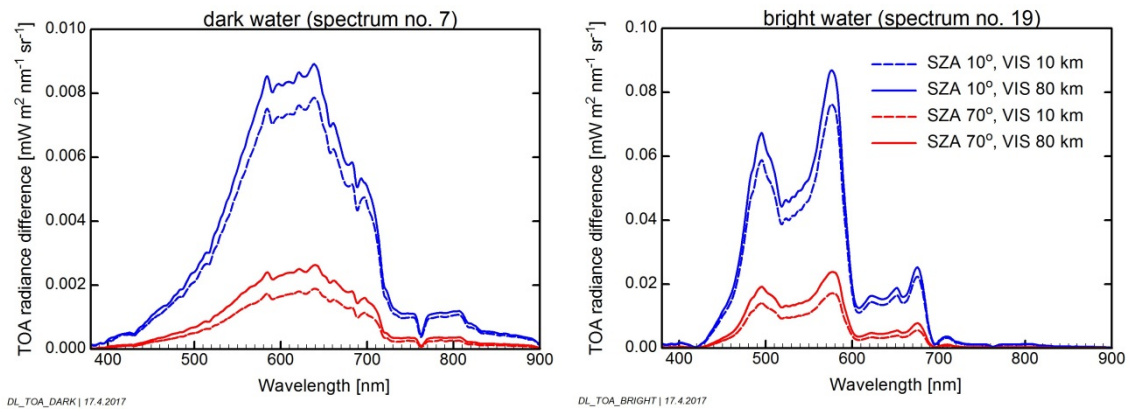 dark water (spectrum no. 7)
TOA radiance difference [mW m² nm⁻¹ sr⁻¹]
0.010
0.008
0.006
0.004
0.002
0.000
400 500 600 700 800 900
Wavelength [nm]
DL_TOA_DARK | 17.4.2017
bright water (spectrum no. 19)
TOA radiance difference [mW m² nm⁻¹ sr⁻¹]
0.10
0.08
0.06
0.04
0.02
0.00
SZA 10°, VIS 10 km
SZA 10°, VIS 80 km
SZA 70°, VIS 10 km
SZA 70°, VIS 80 km
400 500 600 700 800 900
Wavelength [nm]
DL_TOA_BRIGHT | 17.4.2017